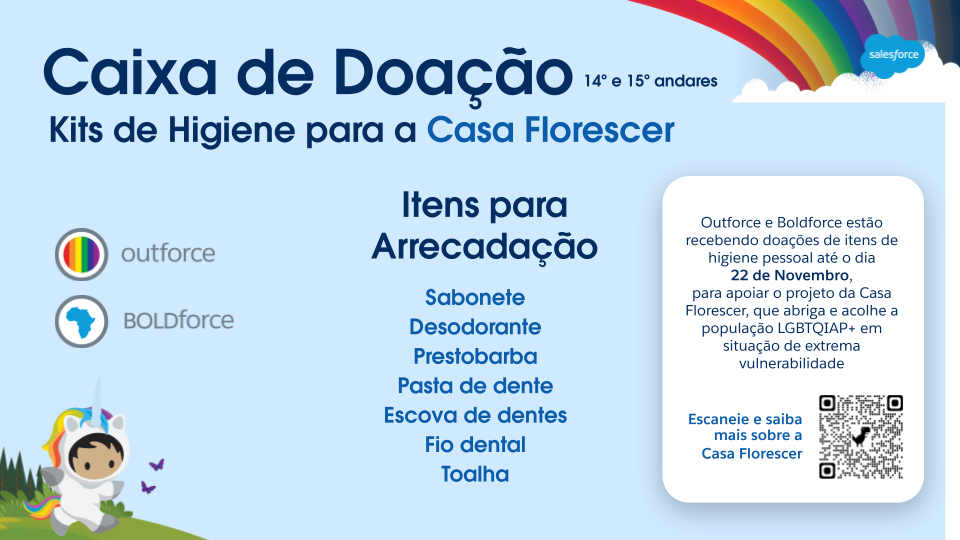 Caixa de Doação 14º e 15º andares
salesforce
Kits de Higiene para a Casa Florescer
outforce
BOLDforce
Itens para
Arrecadação
Sabonete
Desodorante
Prestobarba
Pasta de dente
Escova de dentes
Fio dental
Toalha
Outforce e Boldforce estão
recebendo doações de itens de
higiene pessoal até o dia
22 de Novembro,
para apoiar o projeto da Casa
Florescer, que abriga e acolhe a
população LGBTQIAP+ em
situação de extrema
vulnerabilidade
Escaneie e saiba
mais sobre a
Casa Florescer